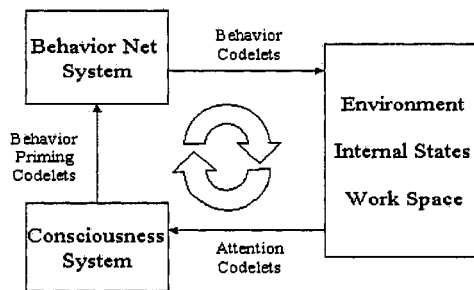 Behavior Net
System
Behavior
Codelets
Environment
Internal States
Work Space
Behavior
Priming
Codelets
Consciousness
System
Attention
Codelets